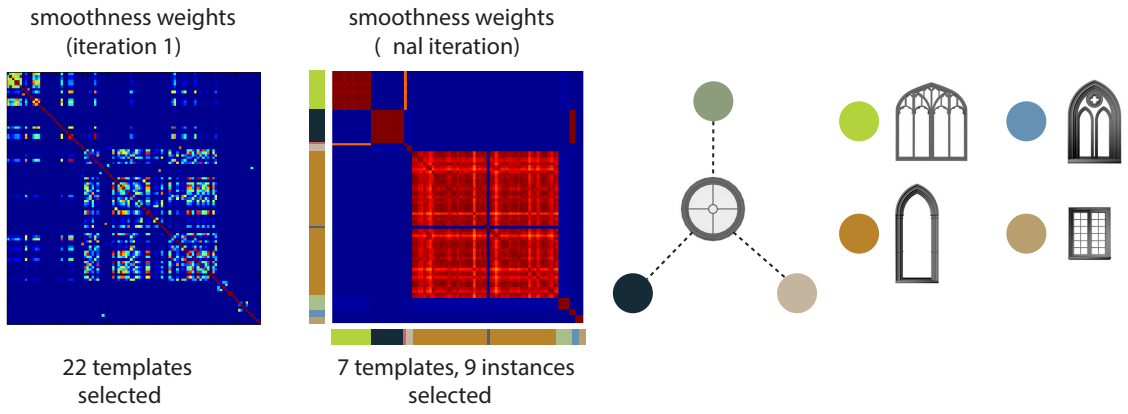 smoothness weights
(iteration 1)
smoothness weights
( nal iteration)
22 templates
selected
7 templates, 9 instances
selected